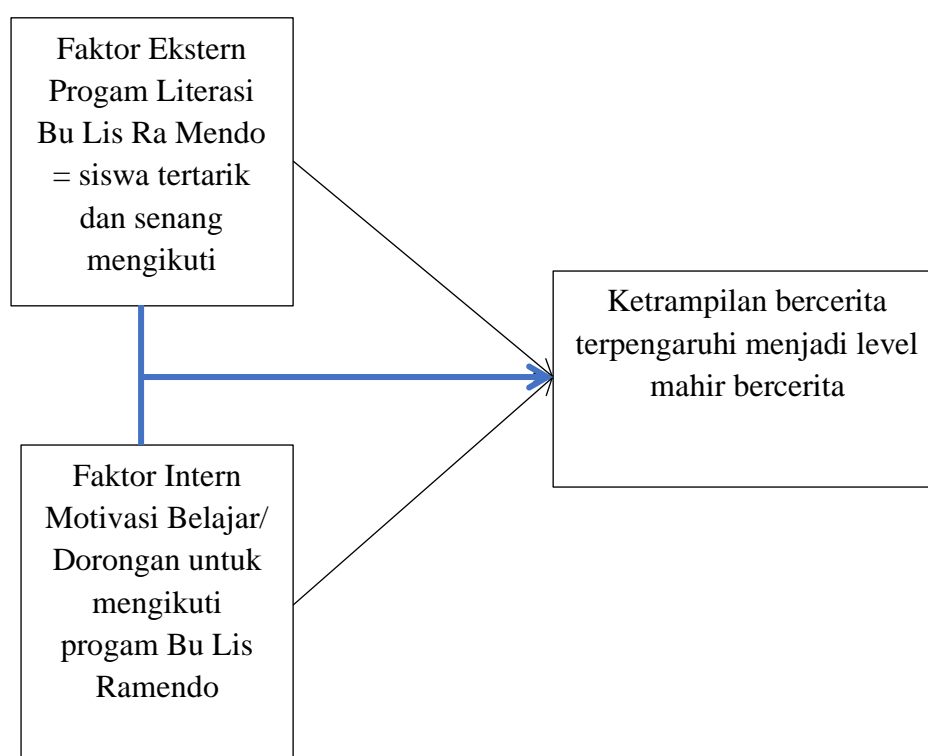 Faktor Ekstern
Progam Literasi
Bu Lis Ra Mendo
= siswa tertarik
dan senang
mengikuti
Ketrampilan bercerita
terpengaruhi menjadi level
mahir bercerita
Faktor Intern
Motivasi Belajar/
Dorongan untuk
mengikuti
progam Bu Lis
Ramendo